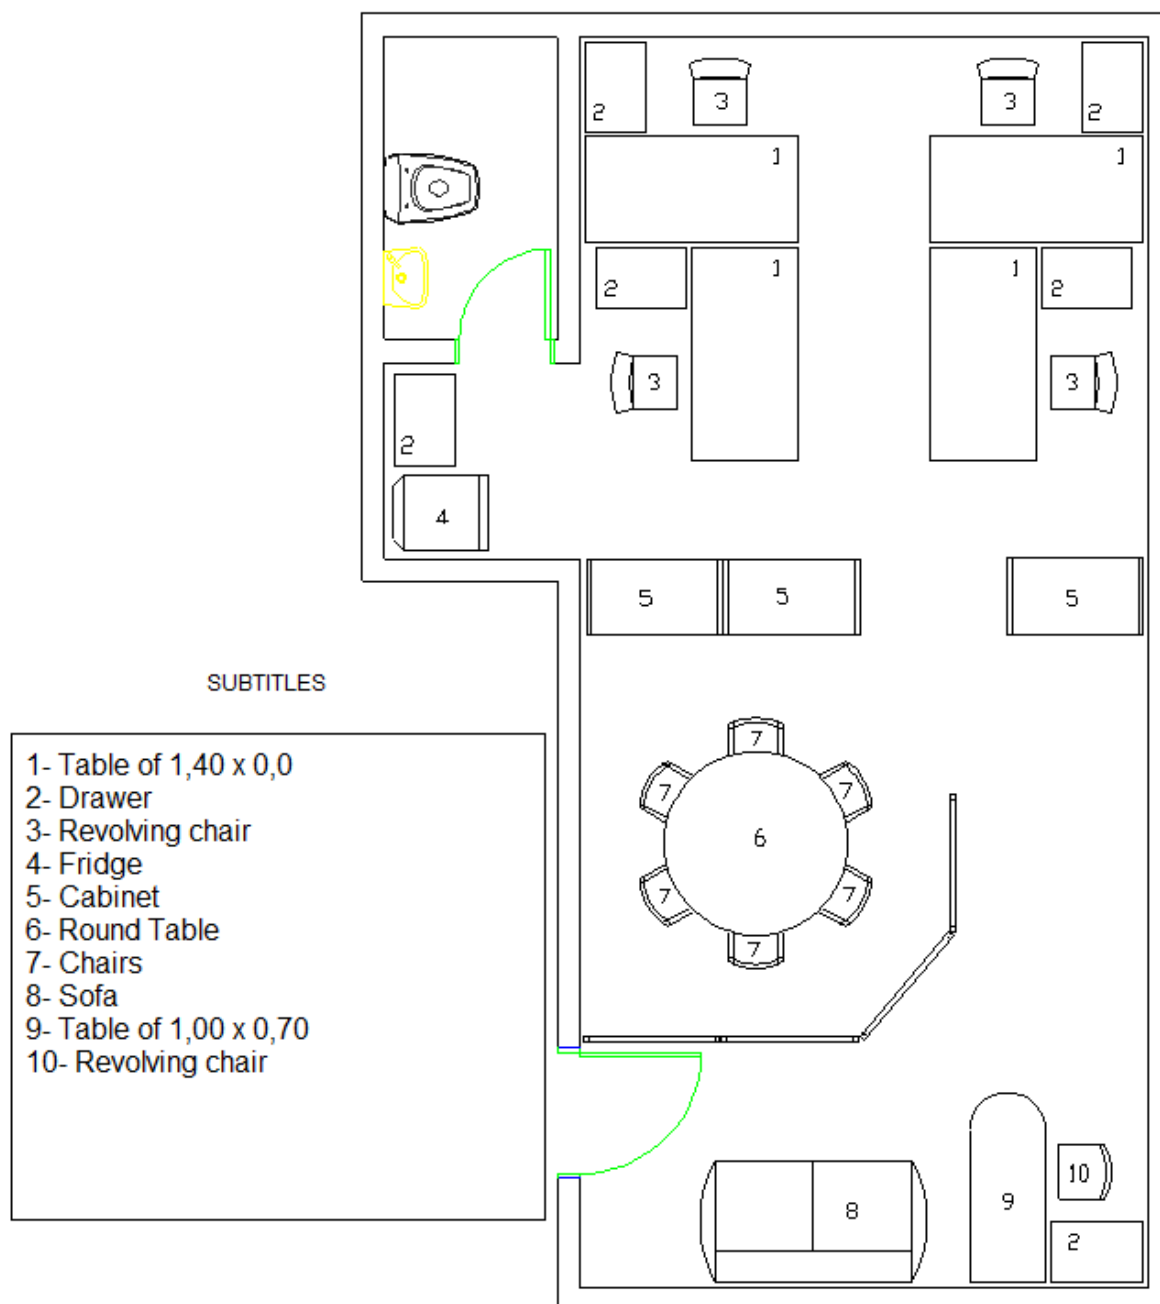 2 3 3 2
1 1
2 1 1 2
3 3
2
4
5 5 5
SUBTITLES
1- Table of 1,40 x 0,0
2- Drawer
3- Revolving chair
4- Fridge
5- Cabinet
6- Round Table
7- Chairs
8- Sofa
9- Table of 1,00 x 0,70
10- Revolving chair
7
7 7
6
7 7
7
10
8 9
2